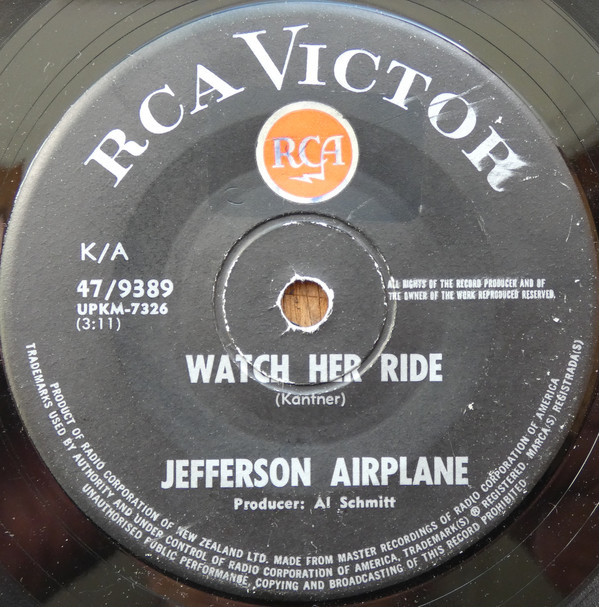 RCA VICTOR
RCA
K/A
47/9389
UPKM-7326
(3:11)
ALL RIGHTS OF THE RECORD PRODUCER AND OF
THE OWNER OF THE WORK REPRODUCED RESERVED.
WATCH HER RIDE
(Kantner)
JEFFERSON AIRPLANE
Producer: Al Schmitt
PRODUCT OF RADIO CORPORATION OF NEW ZEALAND LTD. MADE FROM MASTER RECORDINGS OF RADIO CORPORATION OF AMERICA
TRADEMARKS USED BY AUTHORITY AND UNDER CONTROL OF RADIO CORPORATION OF AMERICA, TRADEMARK(S) ® REGISTERED. MARCA(S) REGISTRADA(S)
UNAUTHORISED PUBLIC PERFORMANCE, COPYING AND BROADCASTING OF THIS RECORD PROHIBITED